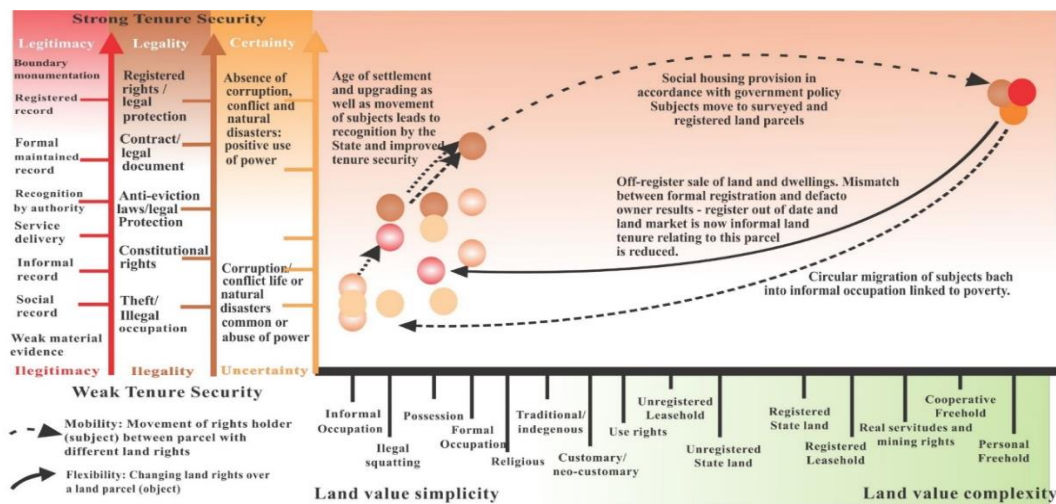 Strong Tenure Security
Legitimacy
Boundary
monumentation
Registered
record
Formal
maintained
record
Recognition
by authority
Service
delivery
Informal
record
Social
record
Weak material
evidence
Ilegitimacy
Legality
Registered
rights /
legal
protection
Contract/
legal
document
Anti-eviction
laws/legal
Protection
Constitutional
rights
Theft/
Illegal
occupation
Ilegality
Certainty
Absence of
corruption,
conflict and
natural
disasters:
positive use
of power
Corruption/
conflict life or
natural
disasters
common or
abuse of power
Uncertainty
Weak Tenure Security
Mobility: Movement of rights holder
(subject) between parcel with
different land rights
Flexibility: Changing land rights over
a land parcel (object)
Age of settlement
and upgrading as
well as movement
of subjects leads to
recognition by the
State and improved
tenure security
Social housing provision in
accordance with government policy
Subjects move to surveyed and
registered land parcels
Off-register sale of land and dwellings. Mismatch
between formal registration and defacto
owner results - register out of date and
land market is now informal land
tenure relating to this parcel
is reduced.
Circular migration of subjects bach
into informal occupation linked to poverty.
Informal
Occupation
Ilegal
squatting
Possession
Formal
Occupation
Religious
Traditional/
indegenous
Customary/
neo-customary
Use rights
Unregistered
Leasehold
Unregistered
State land
Registered
State land
Registered
Leasehold
Real servitudes and
mining rights
Cooperative
Freehold
Personal
Freehold
Land value simplicity
Land value complexity